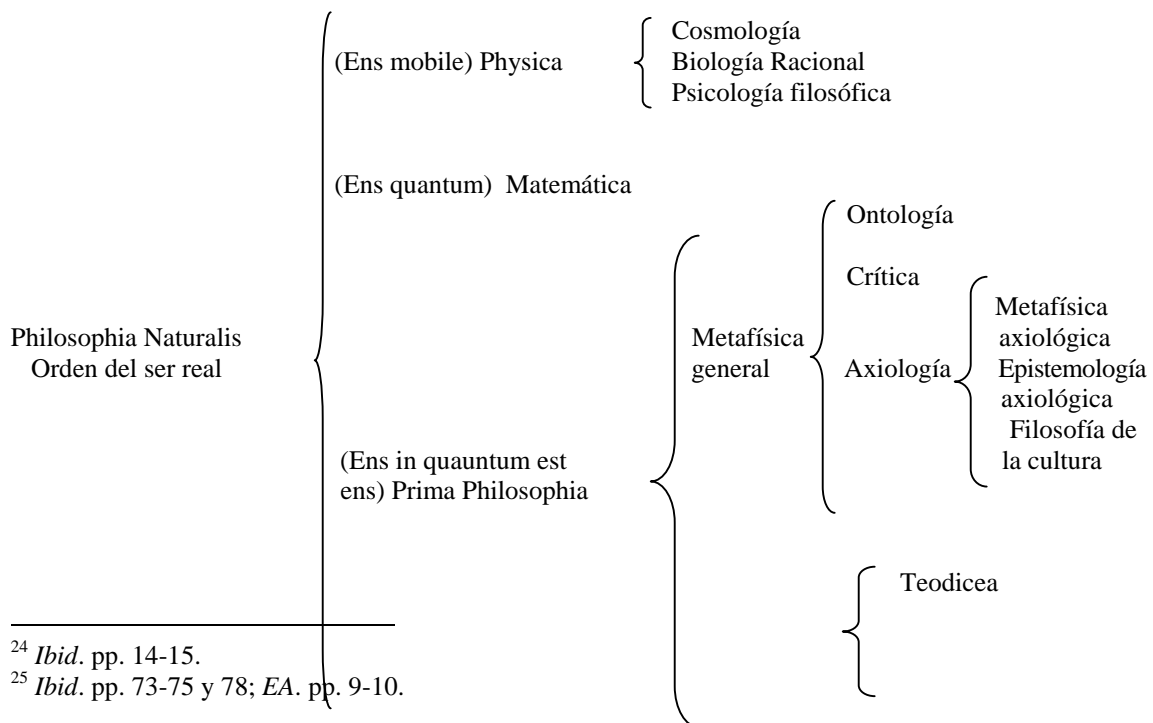 Cosmología
(Ens mobile) Physica
Biología Racional
Psicología filosófica
(Ens quantum) Matemática
Ontología
Crítica
Philosophia Naturalis
Orden del ser real
Metafísica
general
Axiología
Metafísica
axiológica
Epistemología
axiológica
Filosofía de
la cultura
(Ens in quauntum est
ens) Prima Philosophia
Teodicea
24 Ibid. pp. 14-15.
25 Ibid. pp. 73-75 y 78; EA. pp. 9-10.